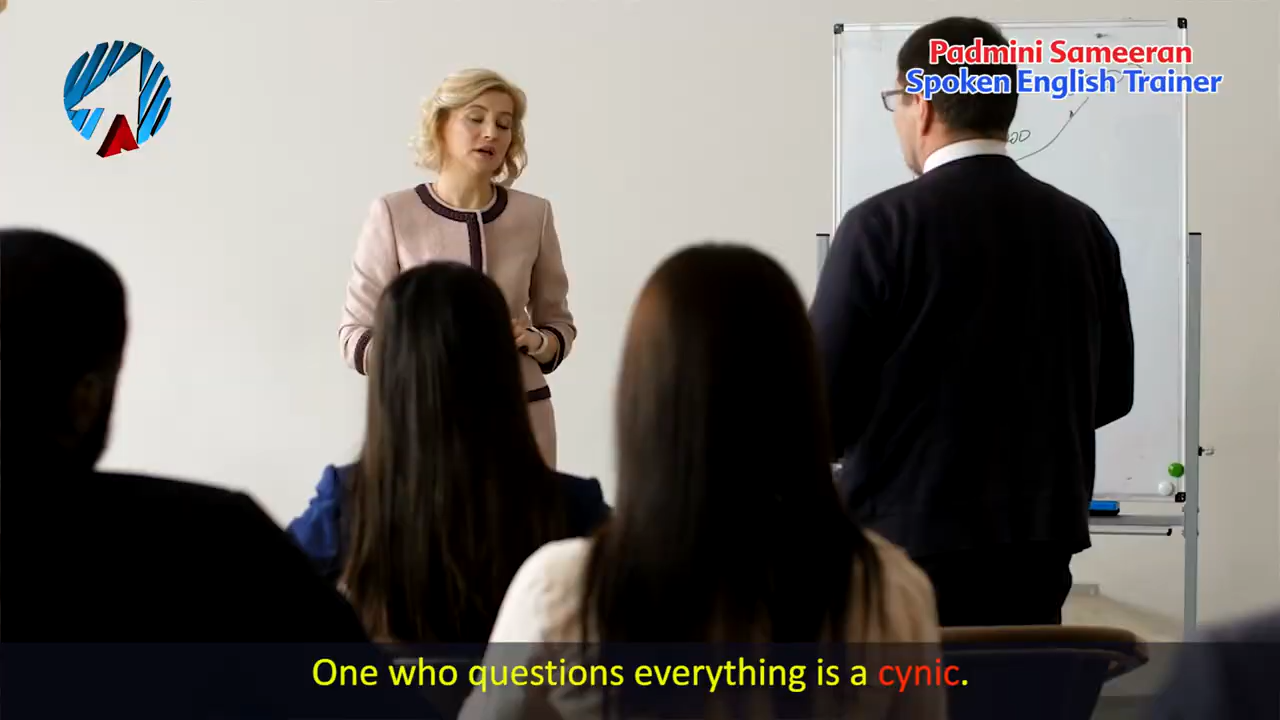 Padmini Sameeran
Spoken English Trainer
One who questions everything is a cynic.